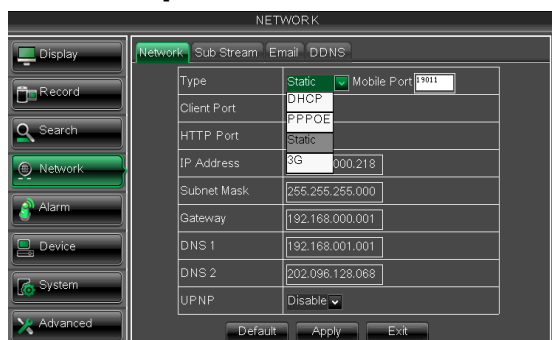 NETWORK
Display
Record
Search
Network
Alarm
Device
System
Advanced
Network Sub Stream Email DDNS
Type Static Mobile Port 19011
DHCP
PPPOE
Static
3G
Client Port
HTTP Port
IP Address 000.218
Subnet Mask 255.255.255.000
Gateway 192.168.000.001
DNS 1 192.168.001.001
DNS 2 202.096.128.068
UPNP Disable
Default Apply Exit